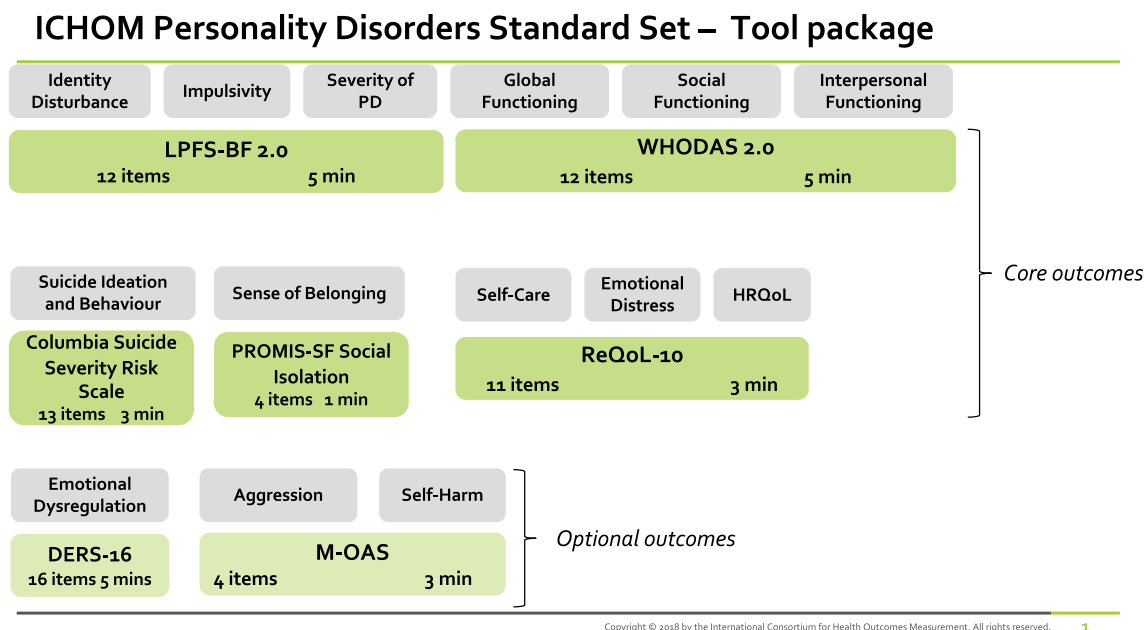 ICHOM Personality Disorders Standard Set – Tool package
Identity
Disturbance
Impulsivity
Severity of
PD
Global
Functioning
Social
Functioning
Interpersonal
Functioning
LPFS-BF 2.0
12 items 5 min
WHODAS 2.0
12 items 5 min
Core outcomes
Suicide Ideation
and Behaviour
Sense of Belonging
Self-Care
Emotional
Distress
HRQoL
Columbia Suicide
Severity Risk
Scale
13 items 3 min
PROMIS-SF Social
Isolation
4 items 1 min
ReQoL-10
11 items 3 min
Emotional
Dysregulation
Aggression
Self-Harm
DERS-16
16 items 5 mins
M-OAS
4 items 3 min
Optional outcomes
Copyright © 2018 by the International Consortium for Health Outcomes Measurement. All rights reserved. 1